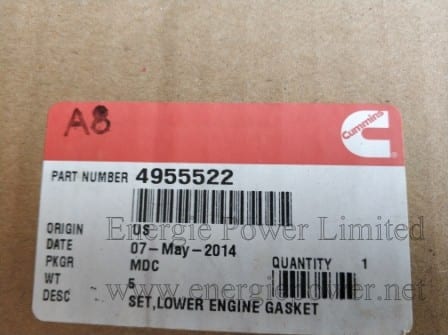 A8
Cummins
PART NUMBER 4955522
Energie Power Limited
ORIGIN US
DATE 07-May-2014
PKGR MDC QUANTITY 1
WT 5
www.energiepower.net
DESC SET,LOWER ENGINE GASKET